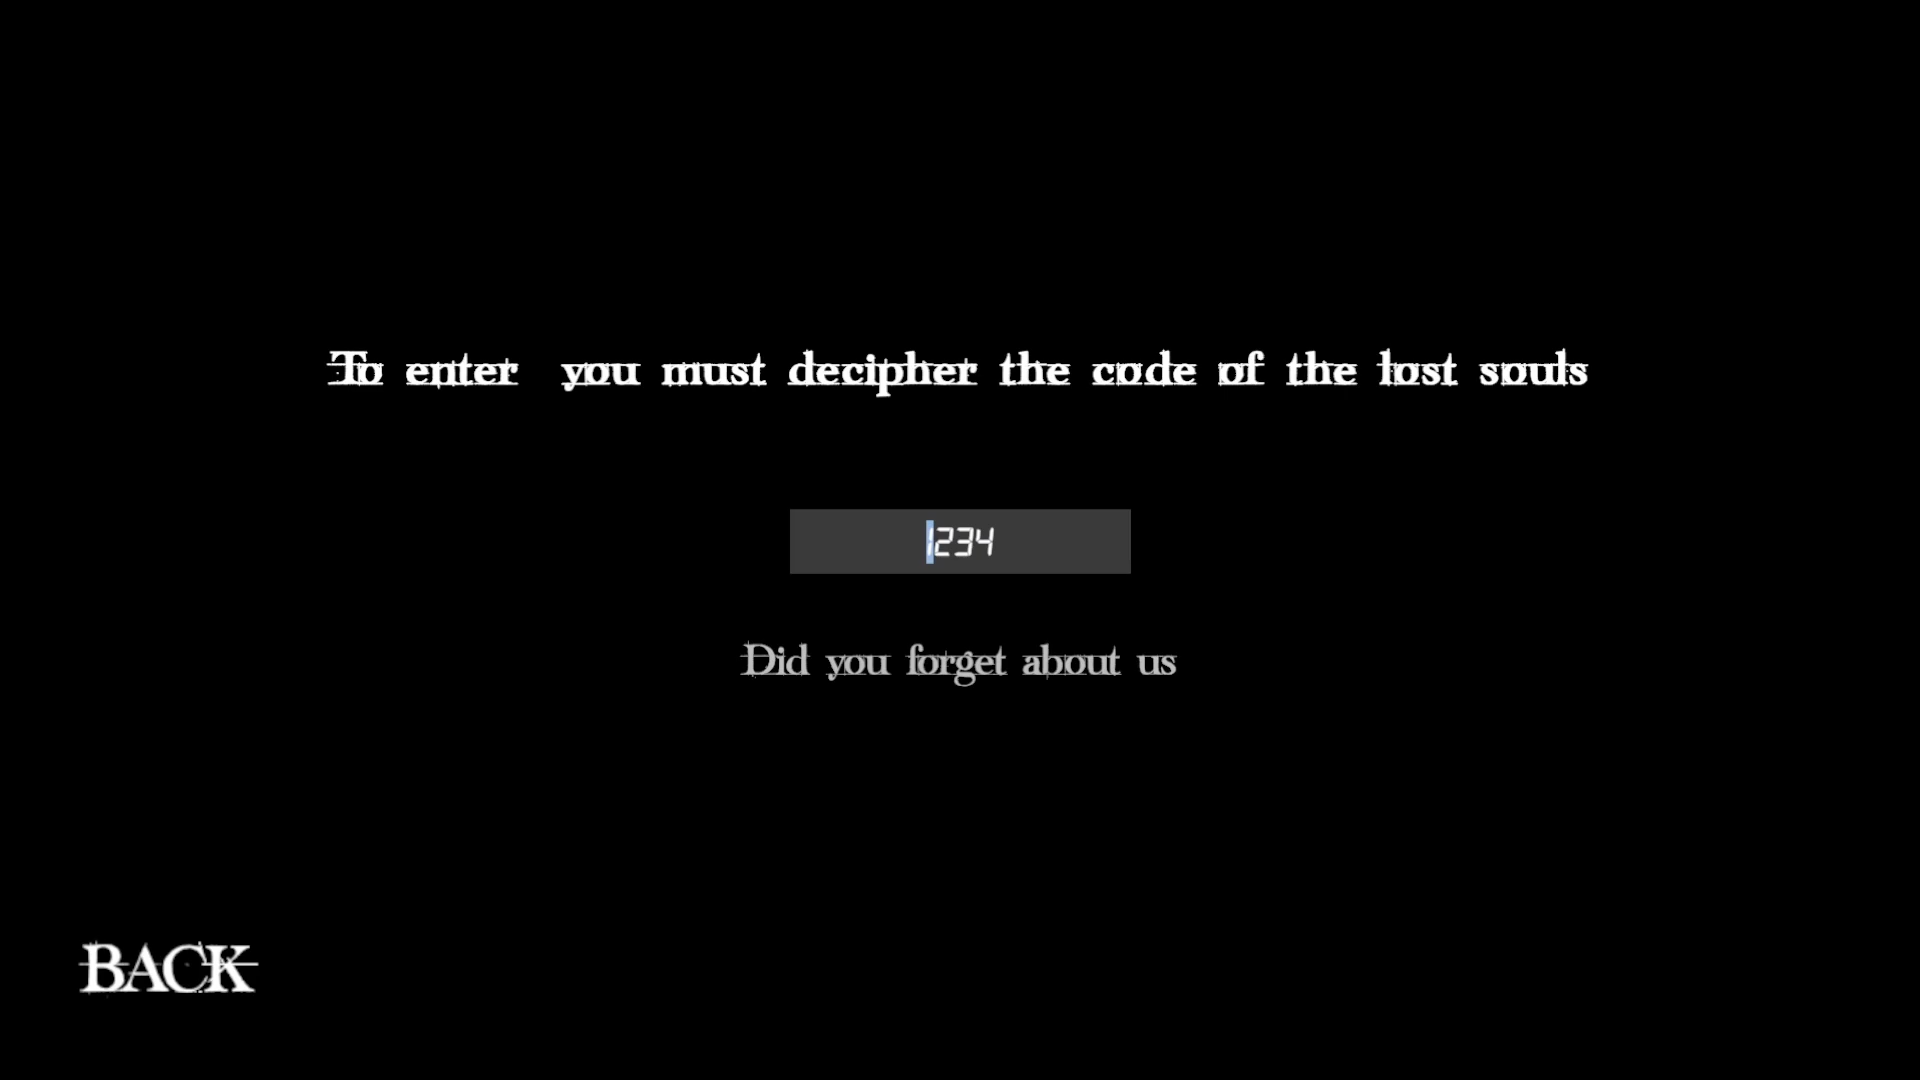 To enter you must decipher the code of the lost souls
1234
Did you forget about us
BACK